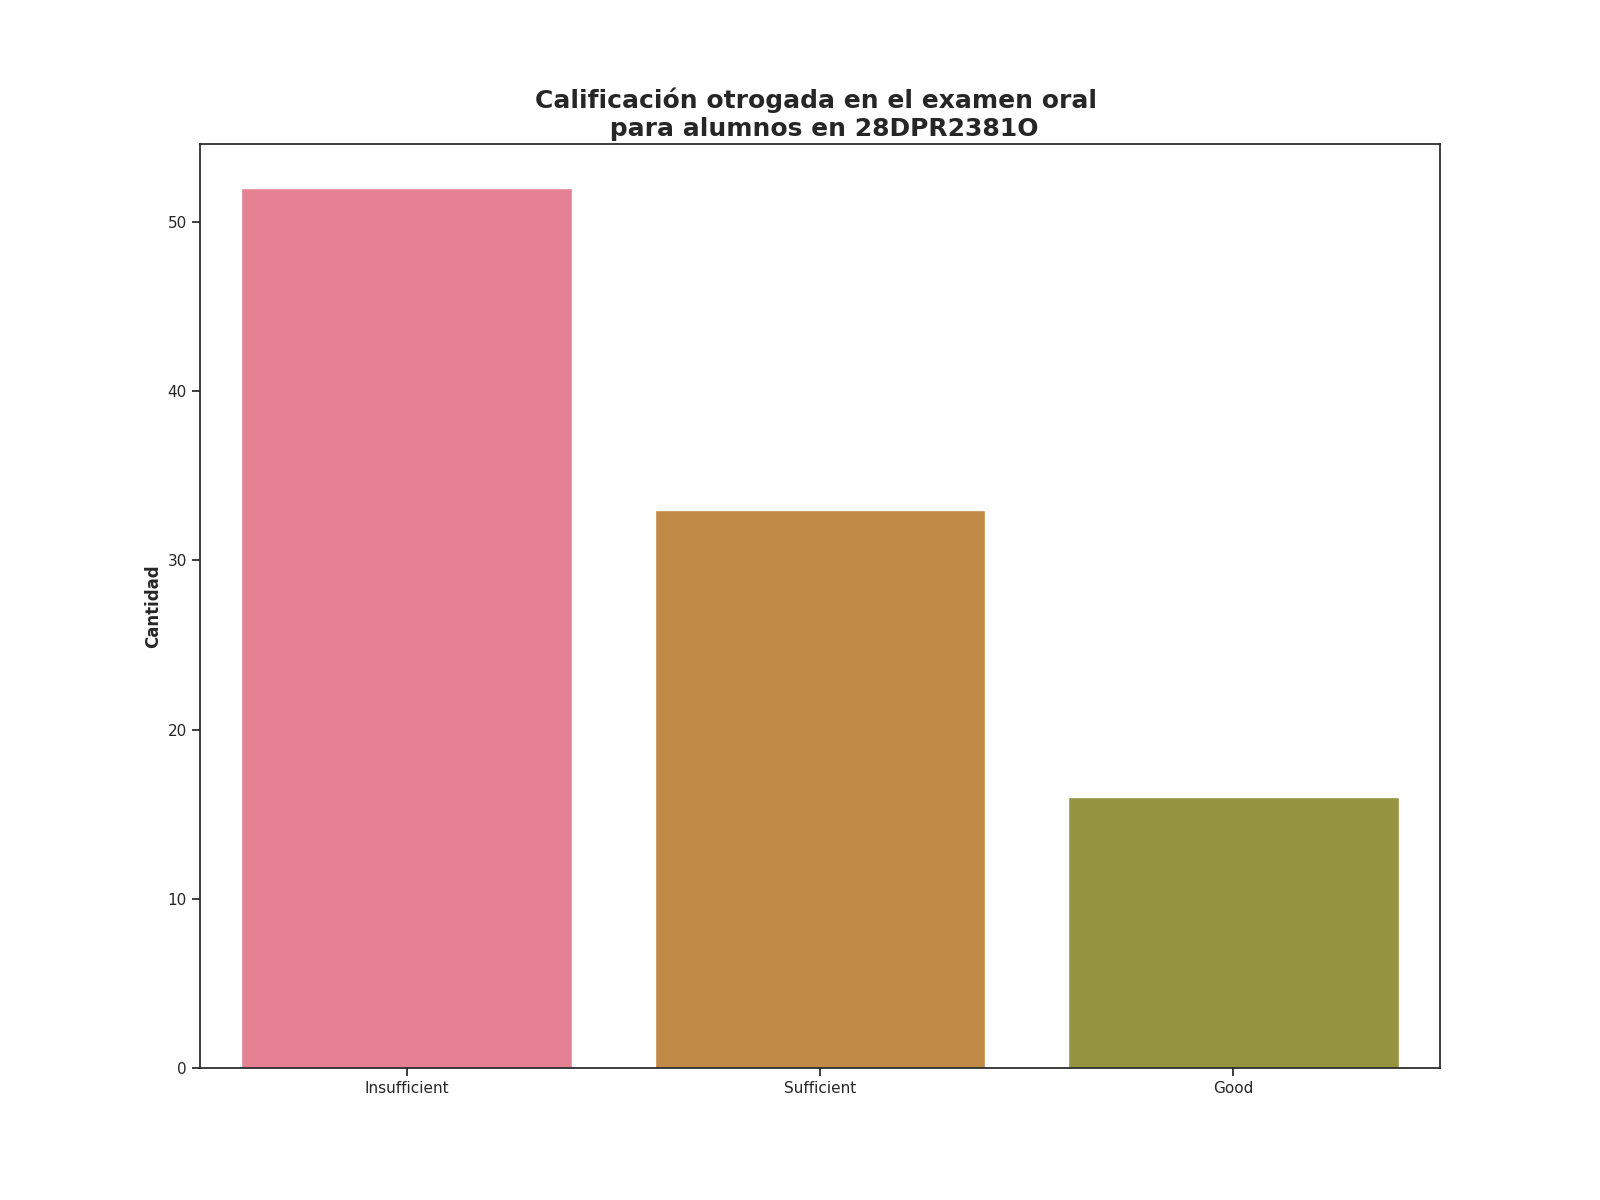 Calificación otrogada en el examen oral
para alumnos en 28DPR2381O
50
40
30
20
10
0
Cantidad
Insufficient
Sufficient
Good